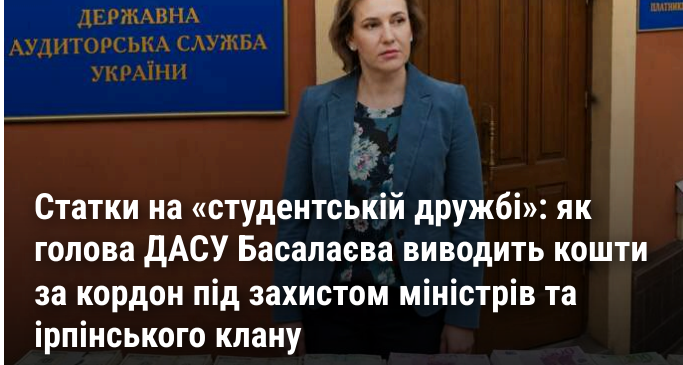 ДЕРЖАВНА
АУДИТОРСЬКА СЛУЖБА
УКРАЇНИ
ПЛАТНИКІ
Статки на «студентській дружбі»: як
голова ДАСУ Басалаєва виводить кошти
за кордон під захистом міністрів та
ірпінського клану